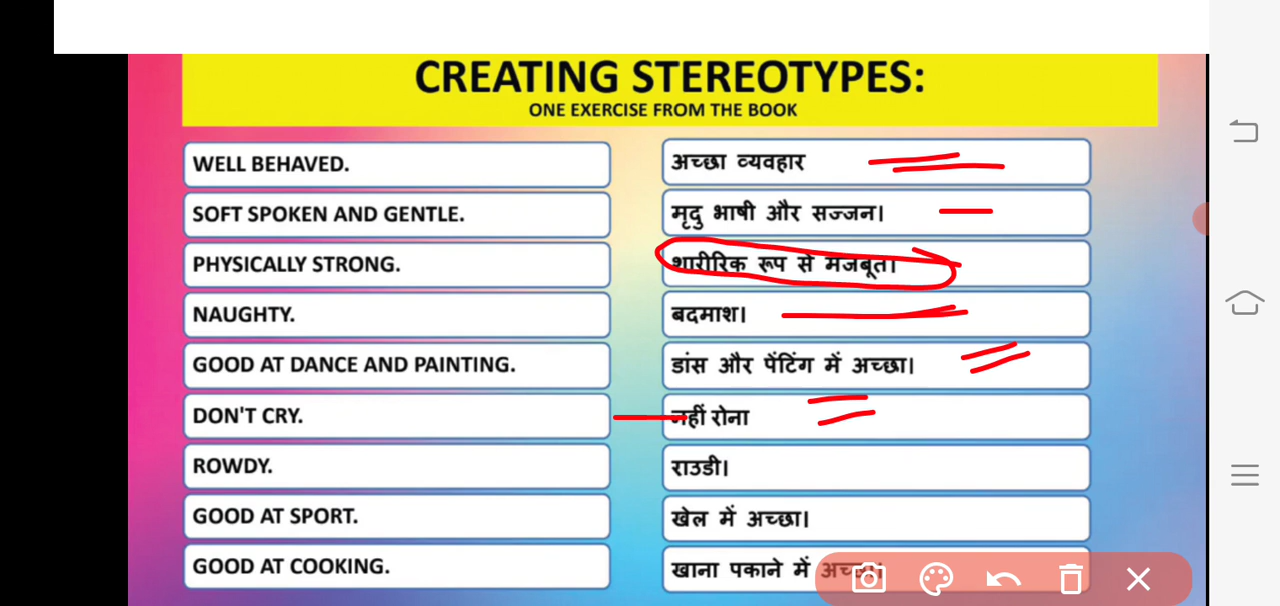 CREATING STEREOTYPES:
ONE EXERCISE FROM THE BOOK
WELL BEHAVED.
अच्छा व्यवहार
SOFT SPOKEN AND GENTLE.
मृदु भाषी और सज्जन।
PHYSICALLY STRONG.
शारीरिक रूप से मजबूत।
NAUGHTY.
बदमाश।
GOOD AT DANCE AND PAINTING.
डांस और पेंटिंग में अच्छा।
DON'T CRY.
नहीं रोना
ROWDY.
राउडी।
GOOD AT SPORT.
खेल में अच्छा।
GOOD AT COOKING.
खाना पकाने में